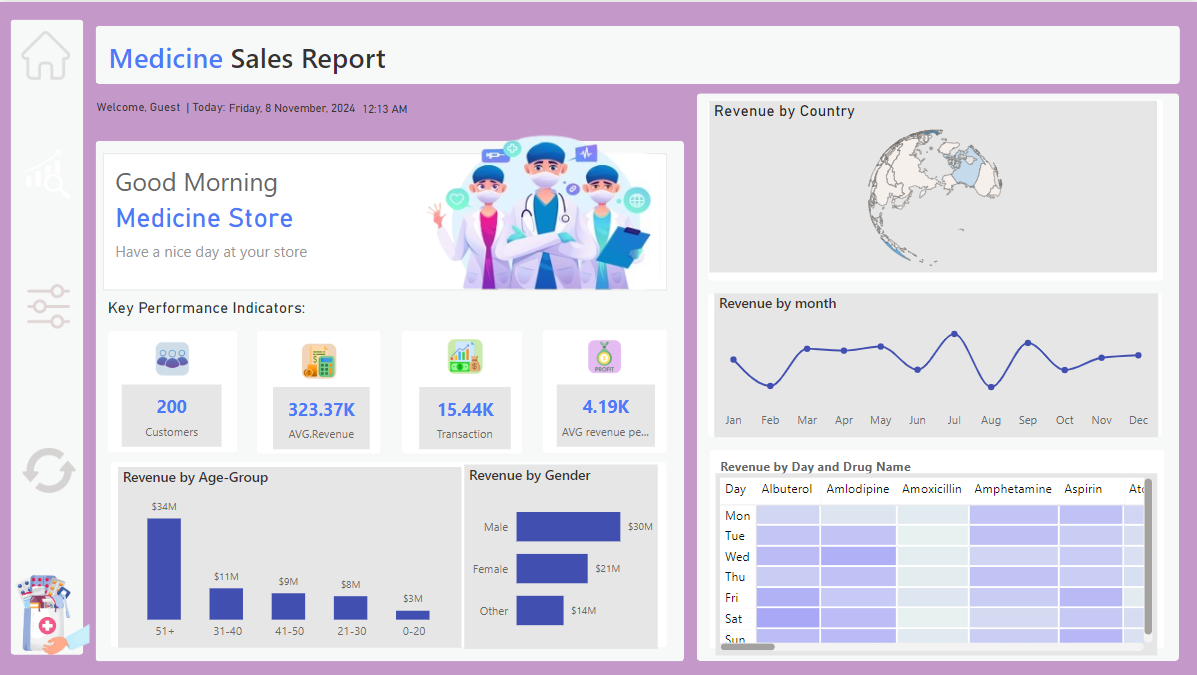 Medicine Sales Report
Welcome, Guest | Today: Friday, 8 November, 2024 12:13 AM
Good Morning
Medicine Store
Have a nice day at your store
Key Performance Indicators:
200
Customers
323.37K
AVG.Revenue
15.44K
Transaction
PROFIT
4.19K
AVG revenue pe...
Revenue by Age-Group
$34M
$11M
$9M
$8M
$3M
51+ 31-40 41-50 21-30 0-20
Revenue by Gender
Male $30M
Female $21M
Other $14M
Revenue by Country
Revenue by month
Jan Feb Mar Apr May Jun Jul Aug Sep Oct Nov Dec
Revenue by Day and Drug Name
Day Albuterol Amlodipine Amoxicillin Amphetamine Aspirin Ato
Mon
Tue
Wed
Thu
Fri
Sat
Sun